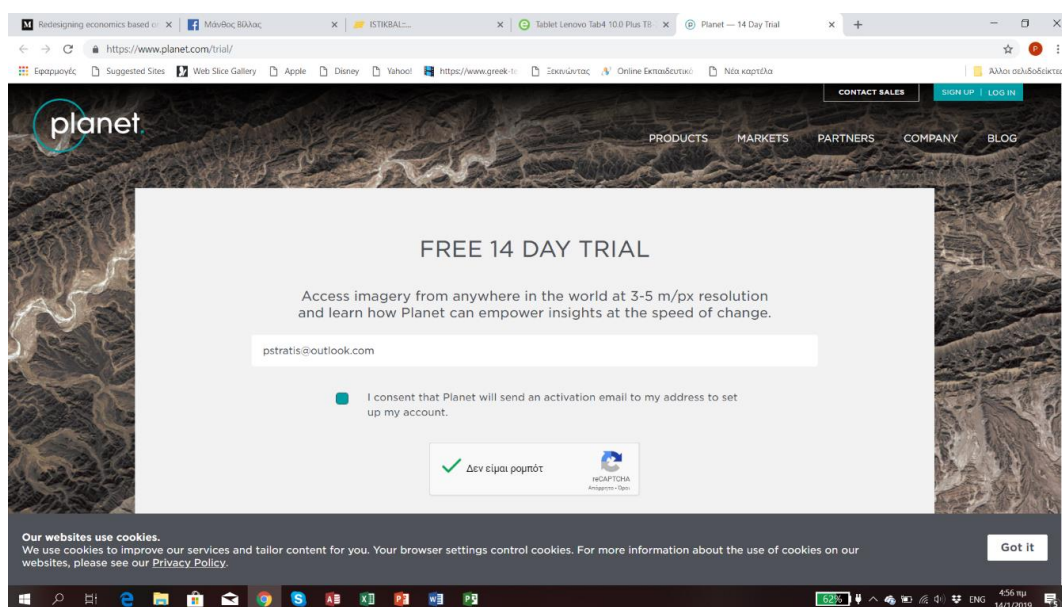 Redesigning economics based o
Μάνθος Βίλλας
ISTIKBAL::...
Tablet Lenovo Tab4 10.0 Plus TB
Planet — 14 Day Trial
https://www.planet.com/trial/
Εφαρμογές
Suggested Sites
Web Slice Gallery
Apple
Disney
Yahoo!
https://www.greek-
Ξεκινώντας
Online Εκπαιδευτικό
Νέα καρτέλα
Άλλοι σελιδοδείκτες
CONTACT SALES
SIGN UP | LOG IN
planet.
PRODUCTS
MARKETS
PARTNERS
COMPANY
BLOG
FREE 14 DAY TRIAL
Access imagery from anywhere in the world at 3-5 m/px resolution
and learn how Planet can empower insights at the speed of change.
pstratis@outlook.com
I consent that Planet will send an activation email to my address to set
up my account.
Δεν είμαι ρομπότ
reCAPTCHA
Απόρρητο - Όροι
Our websites use cookies.
We use cookies to improve our services and tailor content for you. Your browser settings control cookies. For more information about the use of cookies on our
websites, please see our Privacy Policy.
Got it
62%
ENG
4:56 πμ
14/1/2019